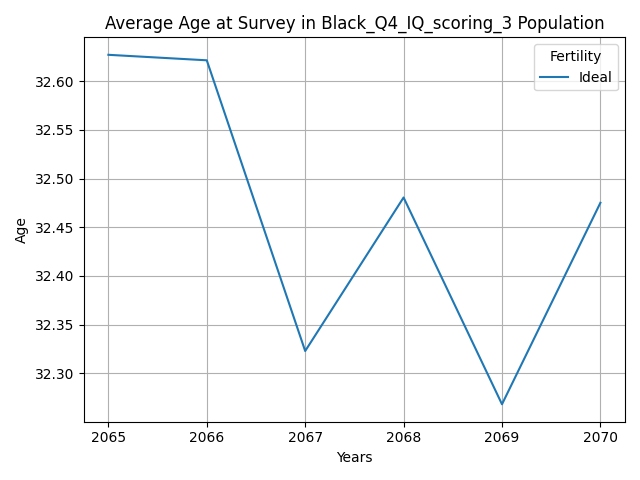 Average Age at Survey in Black_Q4_IQ_scoring_3 Population
Fertility
Ideal
32.60
32.55
32.50
32.45
32.40
32.35
32.30
Age
2065 2066 2067 2068 2069 2070
Years